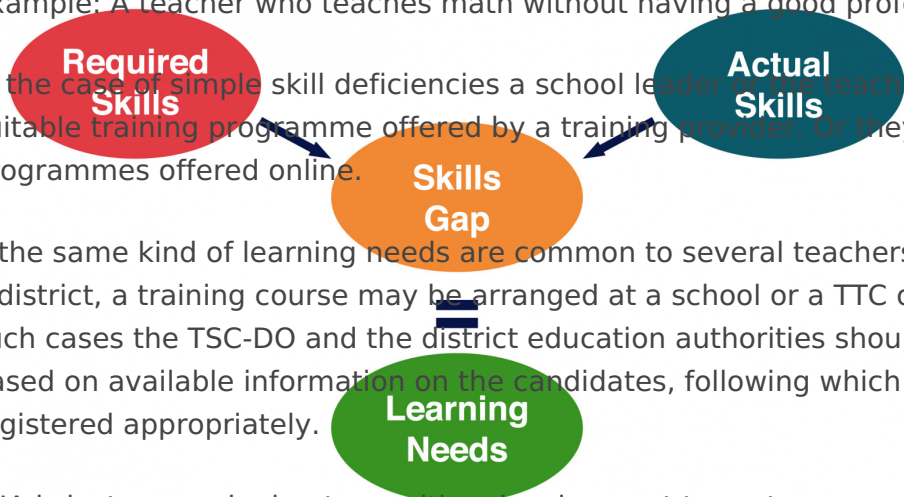 xample: A teacher who teaches math without having a good prof
Required
Skills
Actual
Skills
the case of simple skill deficiencies a school leader or the teach
uitable training programme offered by a training provider. Or they
ogrammes offered online.
Skills
Gap
the same kind of learning needs are common to several teachers
district, a training course may be arranged at a school or a TTC
uch cases the TSC-DO and the district education authorities shou
ased on available information on the candidates, following which
gistered appropriately.
=
Learning
Needs